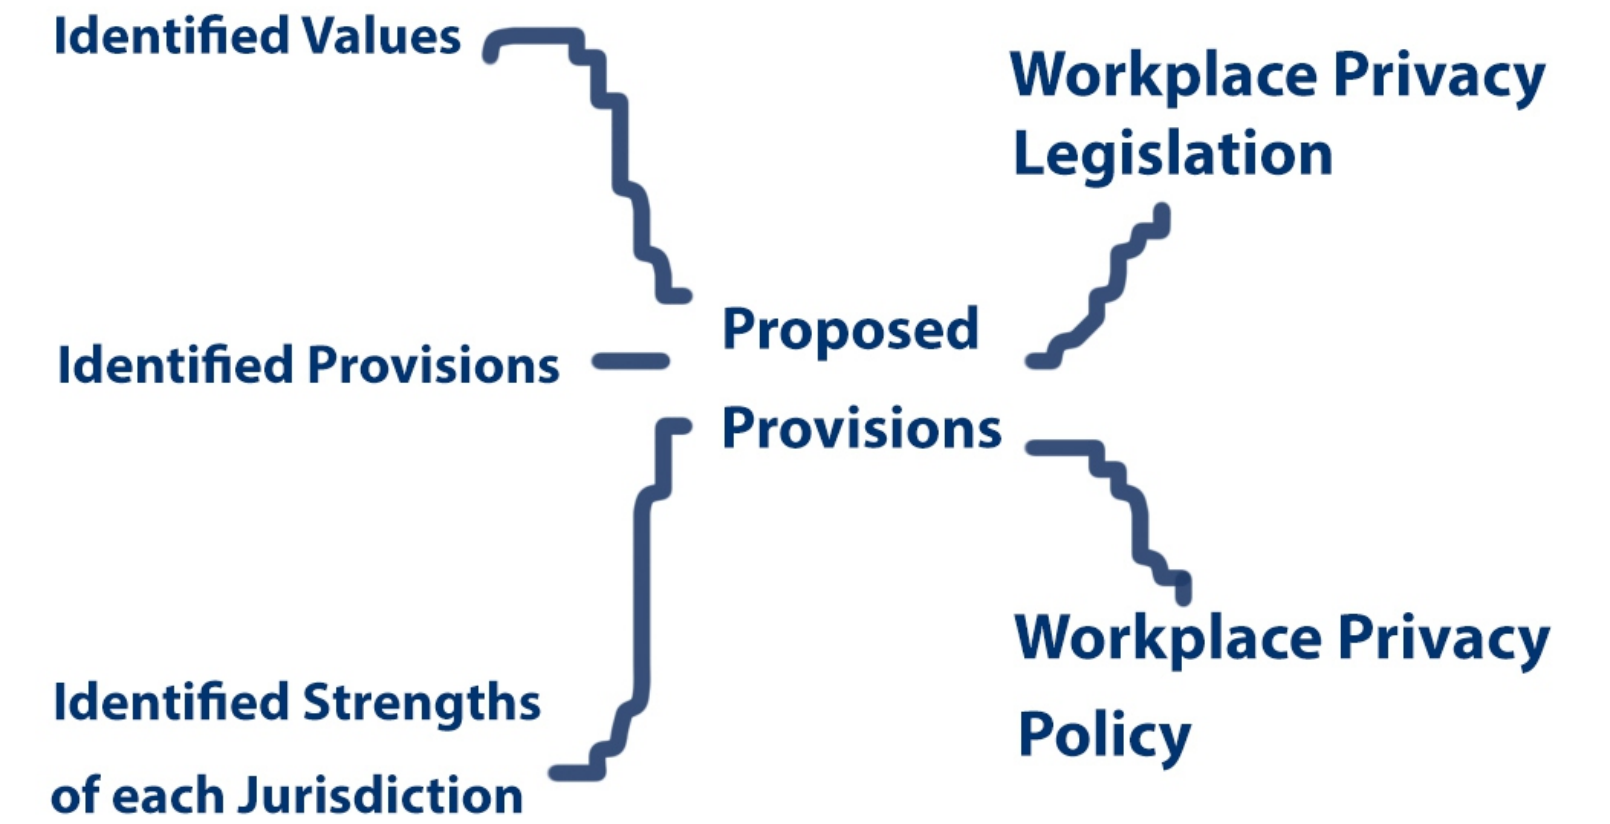 Identified Values
Identified Provisions
Identified Strengths
of each Jurisdiction
Proposed
Provisions
Workplace Privacy
Legislation
Workplace Privacy
Policy